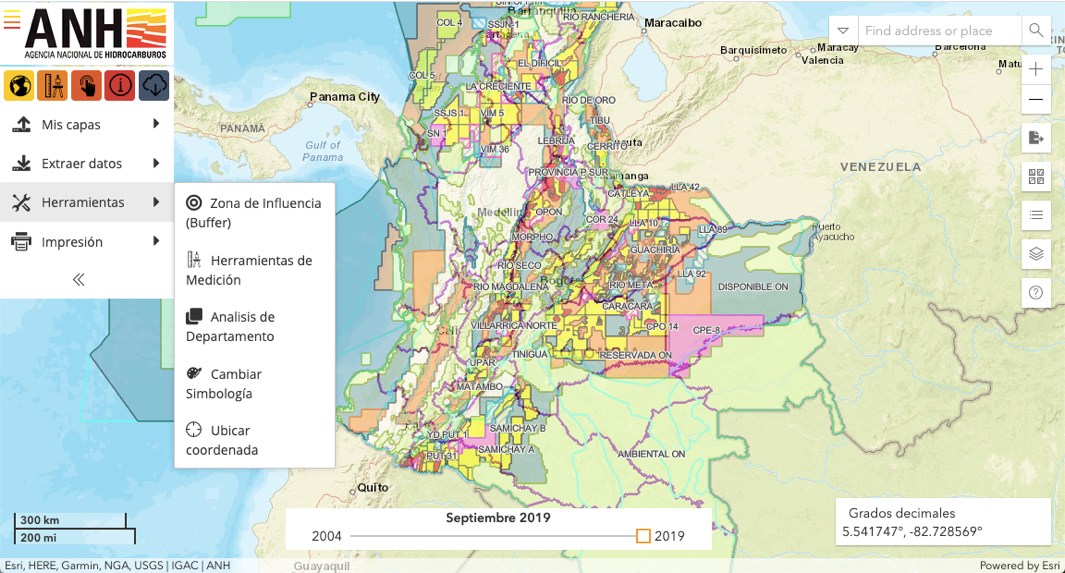 ANH
AGENCIA NACIONAL DE HIDROCARBUROS
Mis capas
Extraer datos
Herramientas
Impresión
Zona de Influencia
(Buffer)
Herramientas de
Medición
Analisis de
Departamento
Cambiar
Simbología
Ubicar
coordenada
Find address or place
Barranquilla
RIO RANCHERIA
COL 4
SSJN-1
Maracaibo
Barquisimeto
Maracay
Valencia
Barcelona
EL DIFICIL
COL 5
LA CRECIENTE
Panama City
PANAMÁ
Gulf of
Panama
RIO DE ORO
SSJS 1
VIM 5
TIBU
SN 1
LEBRIJA
CERRITO
VIM 36
PROVINCIA P SUR
VENEZUELA
CATLEYA
LLA 42
Medellín
OPON
COR 24
LLA 10
LLA 89
Puerto
Ayacucho
MORPHO
GUACHIRIA
RIO SECO
LLA 92
Bogotá
RIO META
RIO MAGDALENA
DISPONIBLE ON
CARACARA
VILLARRICA NORTE
CPO 14
CPE-8
Cali
TINIGUA
RESERVADA ON
UPAR
MATAMBO
YD PUT 1
SAMICHAY B
PUT 31
SAMICHAY A
AMBIENTAL ON
Quito
Guayaquil
300 km
200 mi
Septiembre 2019
2004
2019
Grados decimales
5.541747°, -82.728569°
Esri, HERE, Garmin, NGA, USGS | IGAC | ANH
Powered by Esri